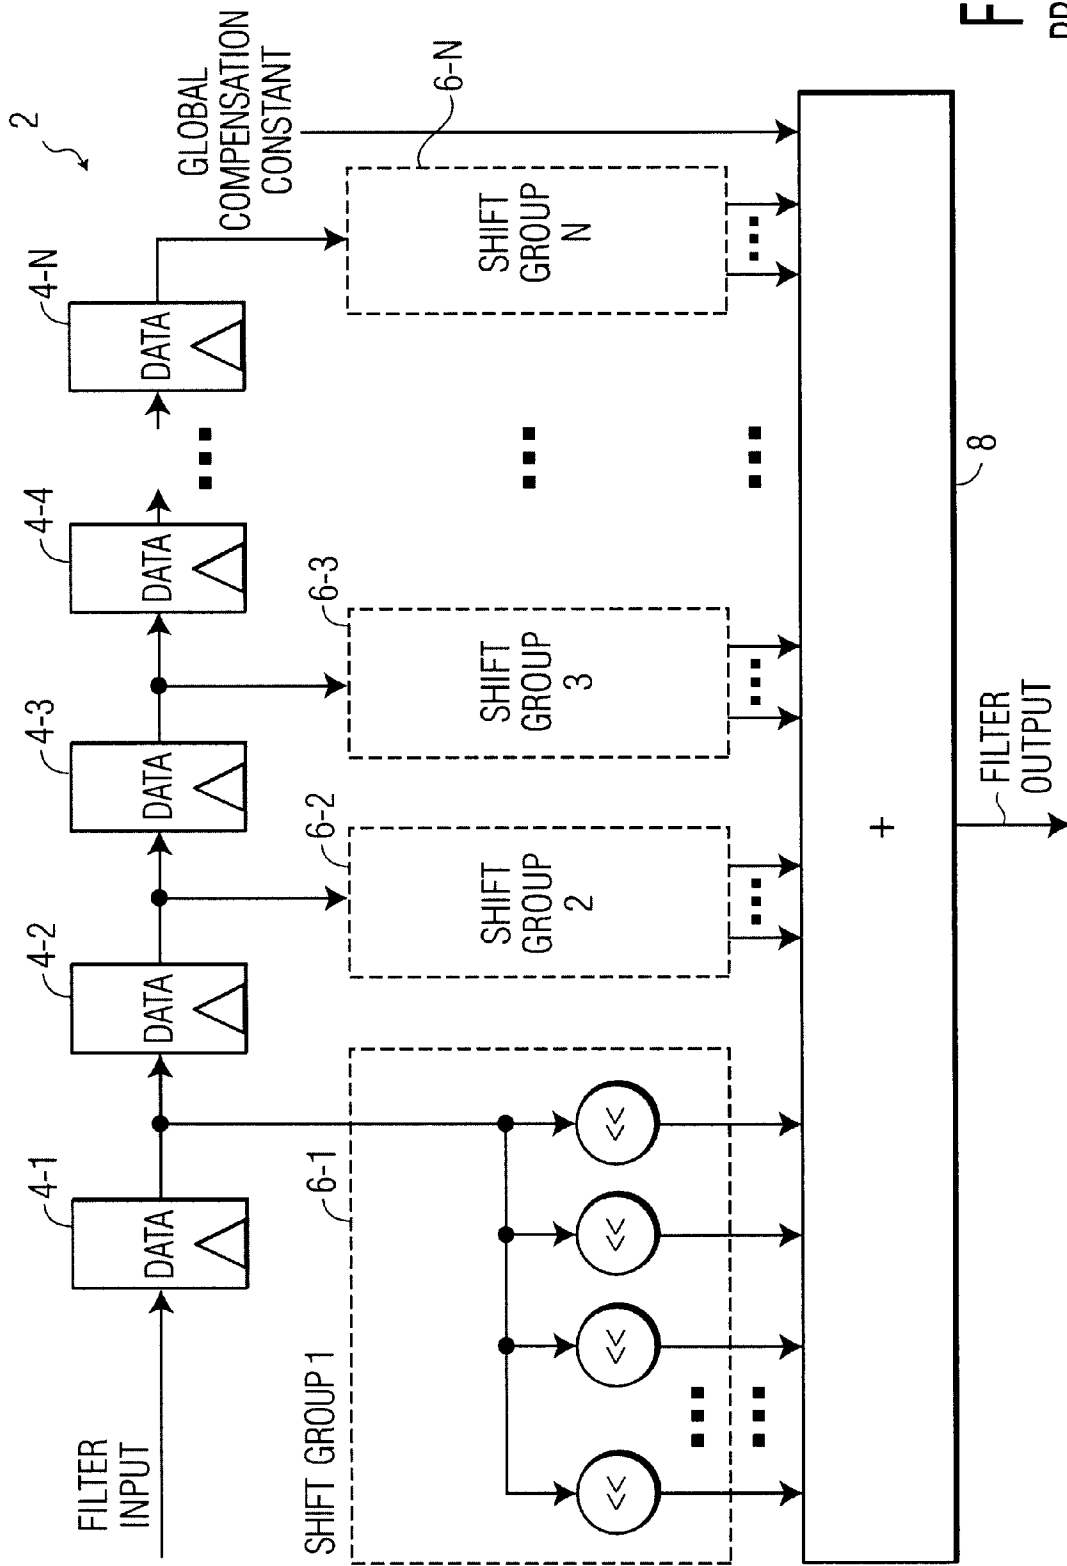 2
4-1
4-2
4-3
4-4
4-N
FILTER
INPUT
DATA
DATA
DATA
DATA
DATA
GLOBAL
COMPENSATION
CONSTANT
SHIFT GROUP 1
6-1
6-2
6-3
6-N
<<
<<
<<
<<
SHIFT
GROUP
2
SHIFT
GROUP
3
SHIFT
GROUP
N
+
8
FILTER
OUTPUT
F